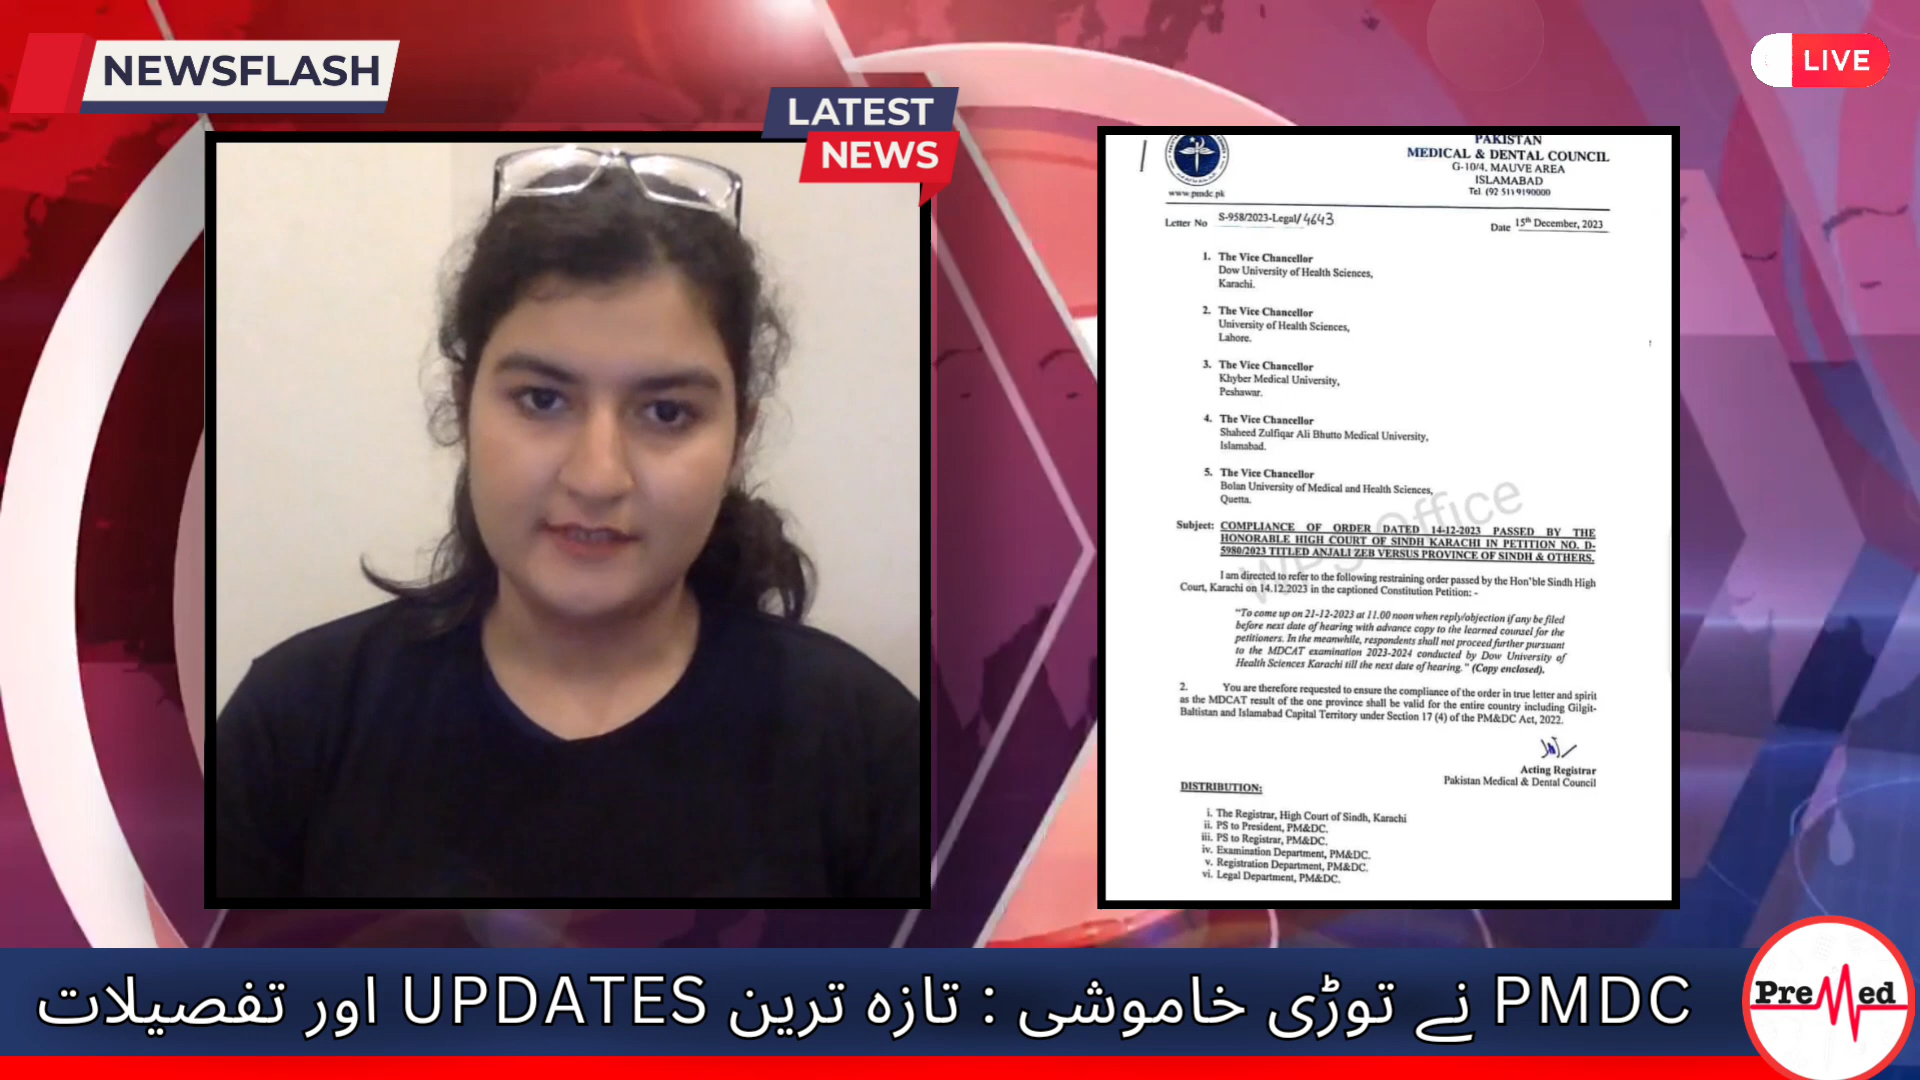 NEWSFLASH
LIVE
LATEST
NEWS
PAKISTAN
MEDICAL & DENTAL COUNCIL
G-10/4, MAUVE AREA
ISLAMABAD
Tel. (92 51) 9190000
www.pmdc.pk
Letter No S-958/2023-Legal/4643
Date 15th December, 2023
1. The Vice Chancellor
Dow University of Health Sciences,
Karachi.
2. The Vice Chancellor
University of Health Sciences,
Lahore.
3. The Vice Chancellor
Khyber Medical University,
Peshawar.
4. The Vice Chancellor
Shaheed Zulfiqar Ali Bhutto Medical University,
Islamabad.
5. The Vice Chancellor
Bolan University of Medical and Health Sciences,
Quetta.
Subject: COMPLIANCE OF ORDER DATED 14-12-2023 PASSED BY THE
HONORABLE HIGH COURT OF SINDH KARACHI IN PETITION NO. D-
5980/2023 TITLED ANJALI ZEB VERSUS PROVINCE OF SINDH & OTHERS.
I am directed to refer to the following restraining order passed by the Hon'ble Sindh High
Court, Karachi on 14.12.2023 in the captioned Constitution Petition: -
"To come up on 21-12-2023 at 11.00 noon when reply/objection if any be filed
before next date of hearing with advance copy to the learned counsel for the
petitioners. In the meanwhile, respondents shall not proceed further pursuant
to the MDCAT examination 2023-2024 conducted by Dow University of
Health Sciences Karachi till the next date of hearing." (Copy enclosed).
2. You are therefore requested to ensure the compliance of the order in true letter and spirit
as the MDCAT result of the one province shall be valid for the entire country including Gilgit-
Baltistan and Islamabad Capital Territory under Section 17 (4) of the PM&DC Act, 2022.
Acting Registrar
Pakistan Medical & Dental Council
DISTRIBUTION:
i. The Registrar, High Court of Sindh, Karachi
ii. PS to President, PM&DC.
iii. PS to Registrar, PM&DC.
iv. Examination Department, PM&DC.
v. Registration Department, PM&DC.
vi. Legal Department, PM&DC.
PMDC نے توڑی خاموشی : تازہ ترین UPDATES اور تفصیلات
PreMed